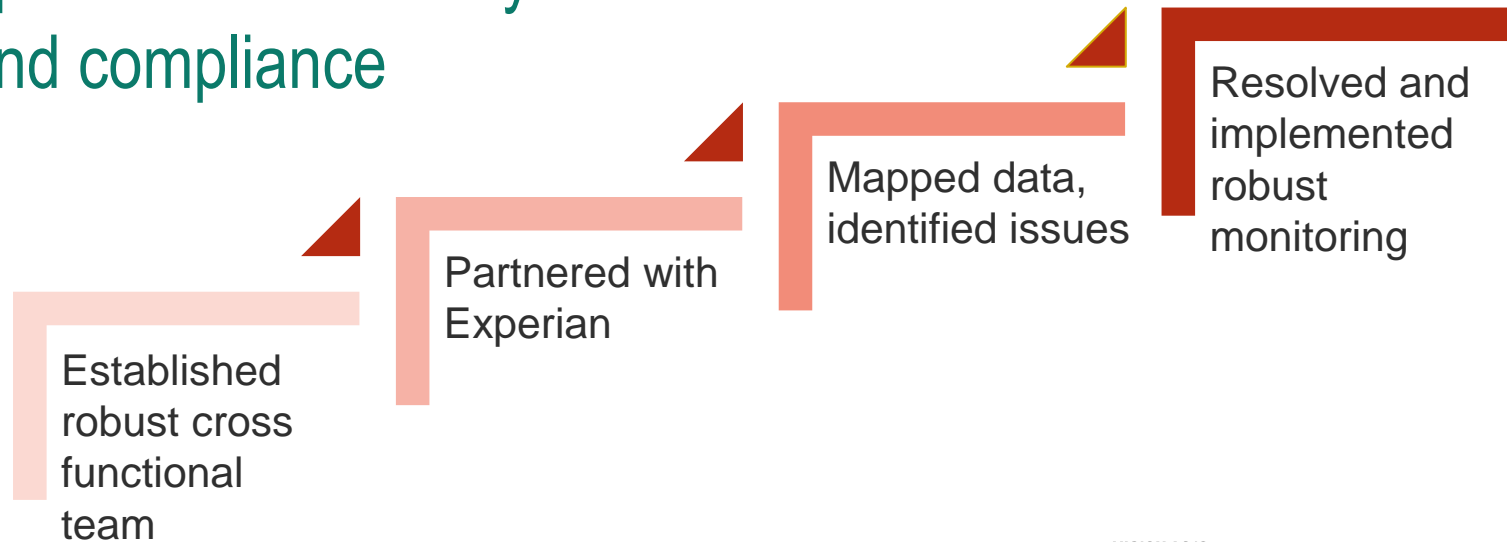 nd compliance
Established
robust cross
functional
team
Partnered with
Experian
Mapped data,
identified issues
Resolved and
implemented
robust
monitoring